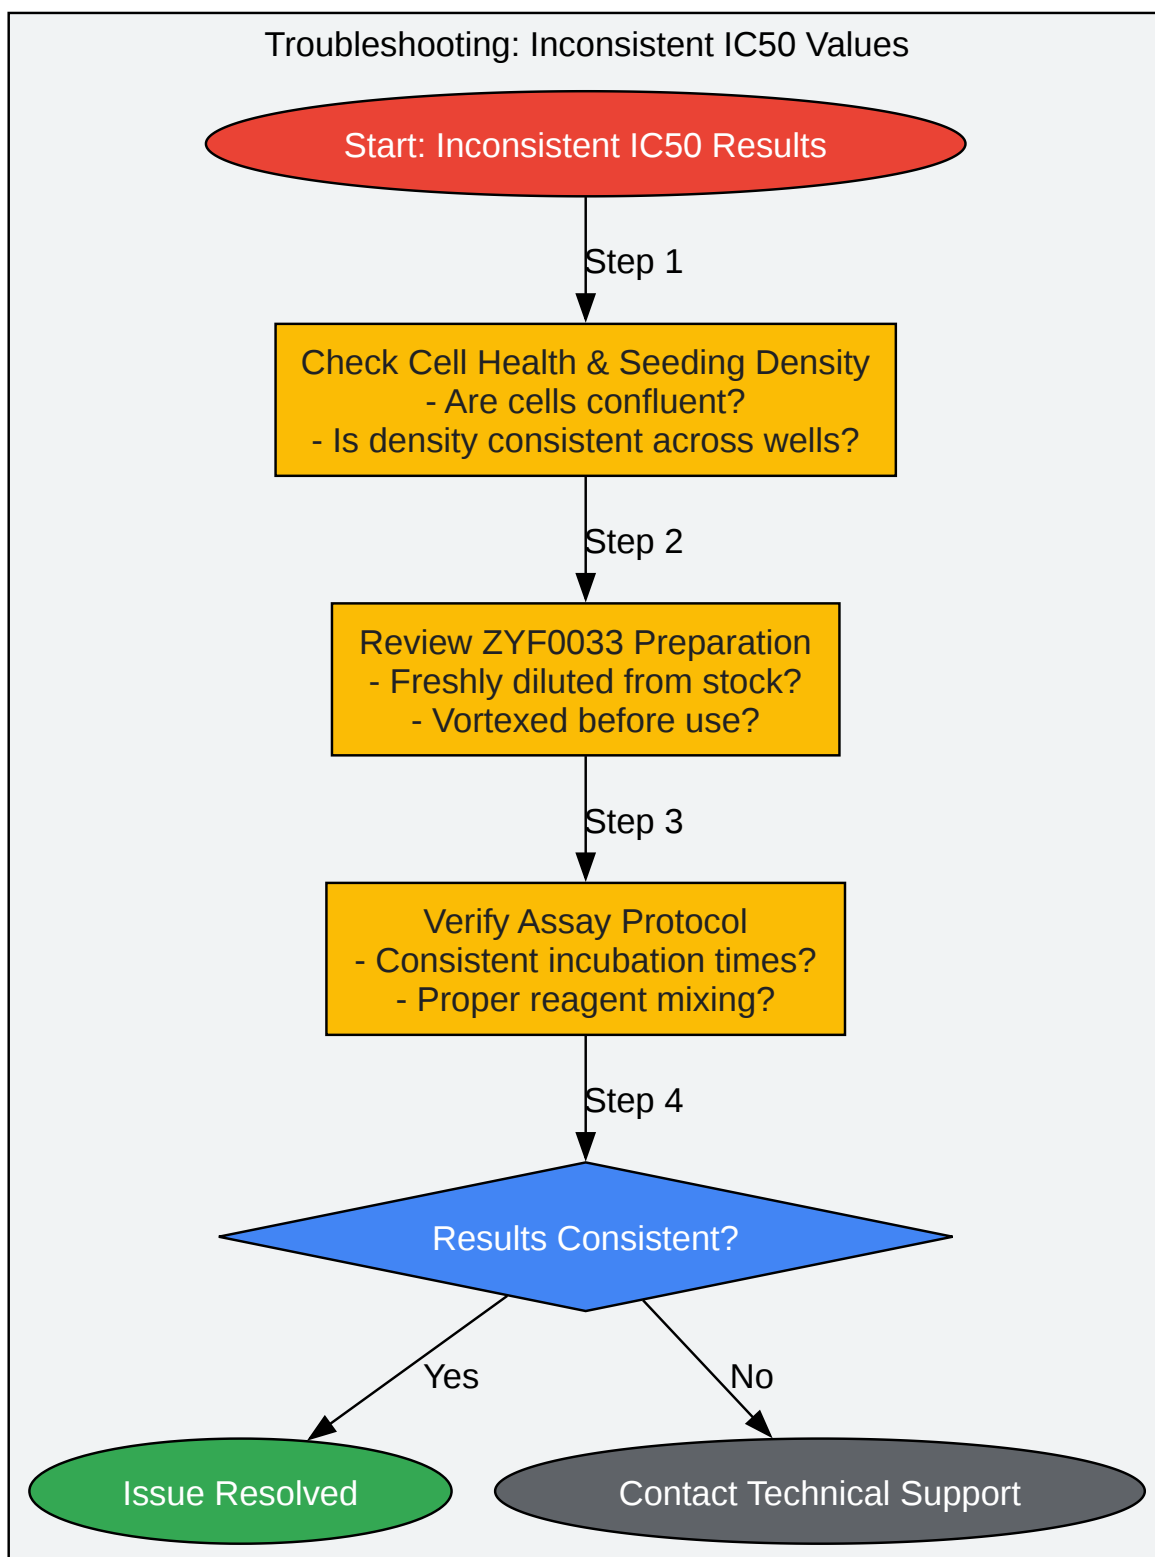 Troubleshooting: Inconsistent IC50 Values
Start: Inconsistent IC50 Results
Step 1
Check Cell Health & Seeding Density
- Are cells confluent?
- Is density consistent across wells?
Step 2
Review ZYF0033 Preparation
- Freshly diluted from stock?
- Vortexed before use?
Step 3
Verify Assay Protocol
- Consistent incubation times?
- Proper reagent mixing?
Step 4
Results Consistent?
Yes
No
Issue Resolved
Contact Technical Support